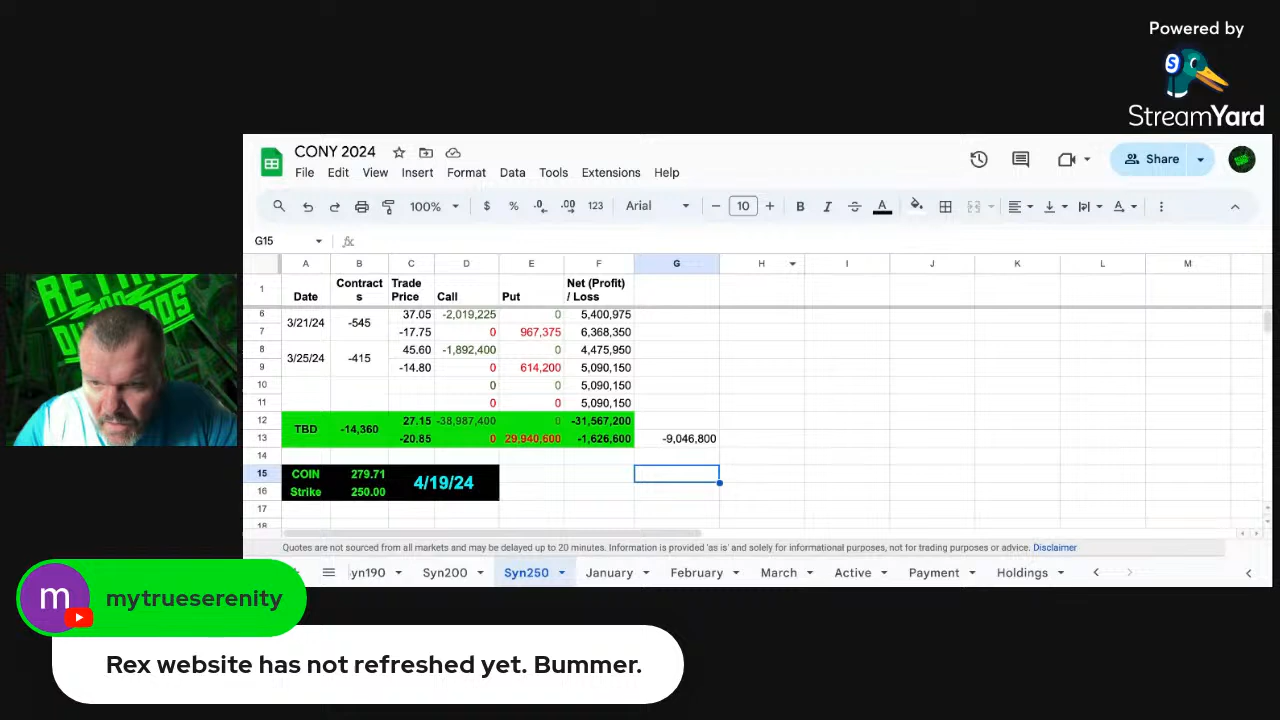 Powered by
StreamYard
CONY 2024
File Edit View Insert Format Data Tools Extensions Help
Share
100% $ % .0 .00 123 Arial 10 B I A
G15 fx
A B C D E F G H I J K L M
1 Date Contracts Trade Price Call Put Net (Profit) / Loss
6 3/21/24 -545 37.05 -2,019,225 0 5,400,975
7 -17.75 0 967,375 6,368,350
8 3/25/24 -415 45.60 -1,892,400 0 4,475,950
9 -14.80 0 614,200 5,090,150
10 0 0 5,090,150
11 0 0 5,090,150
12 TBD -14,360 27.15 -38,987,400 0 -31,567,200
13 -20.85 0 29,940,600 -1,626,600 -9,046,800
14
15 COIN 279.71 4/19/24
16 Strike 250.00
17
18
Quotes are not sourced from all markets and may be delayed up to 20 minutes. Information is provided 'as is' and solely for informational purposes, not for trading purposes or advice. Disclaimer
yn190 Syn200 Syn250 January February March Active Payment Holdings
m mytrueserenity
Rex website has not refreshed yet. Bummer.